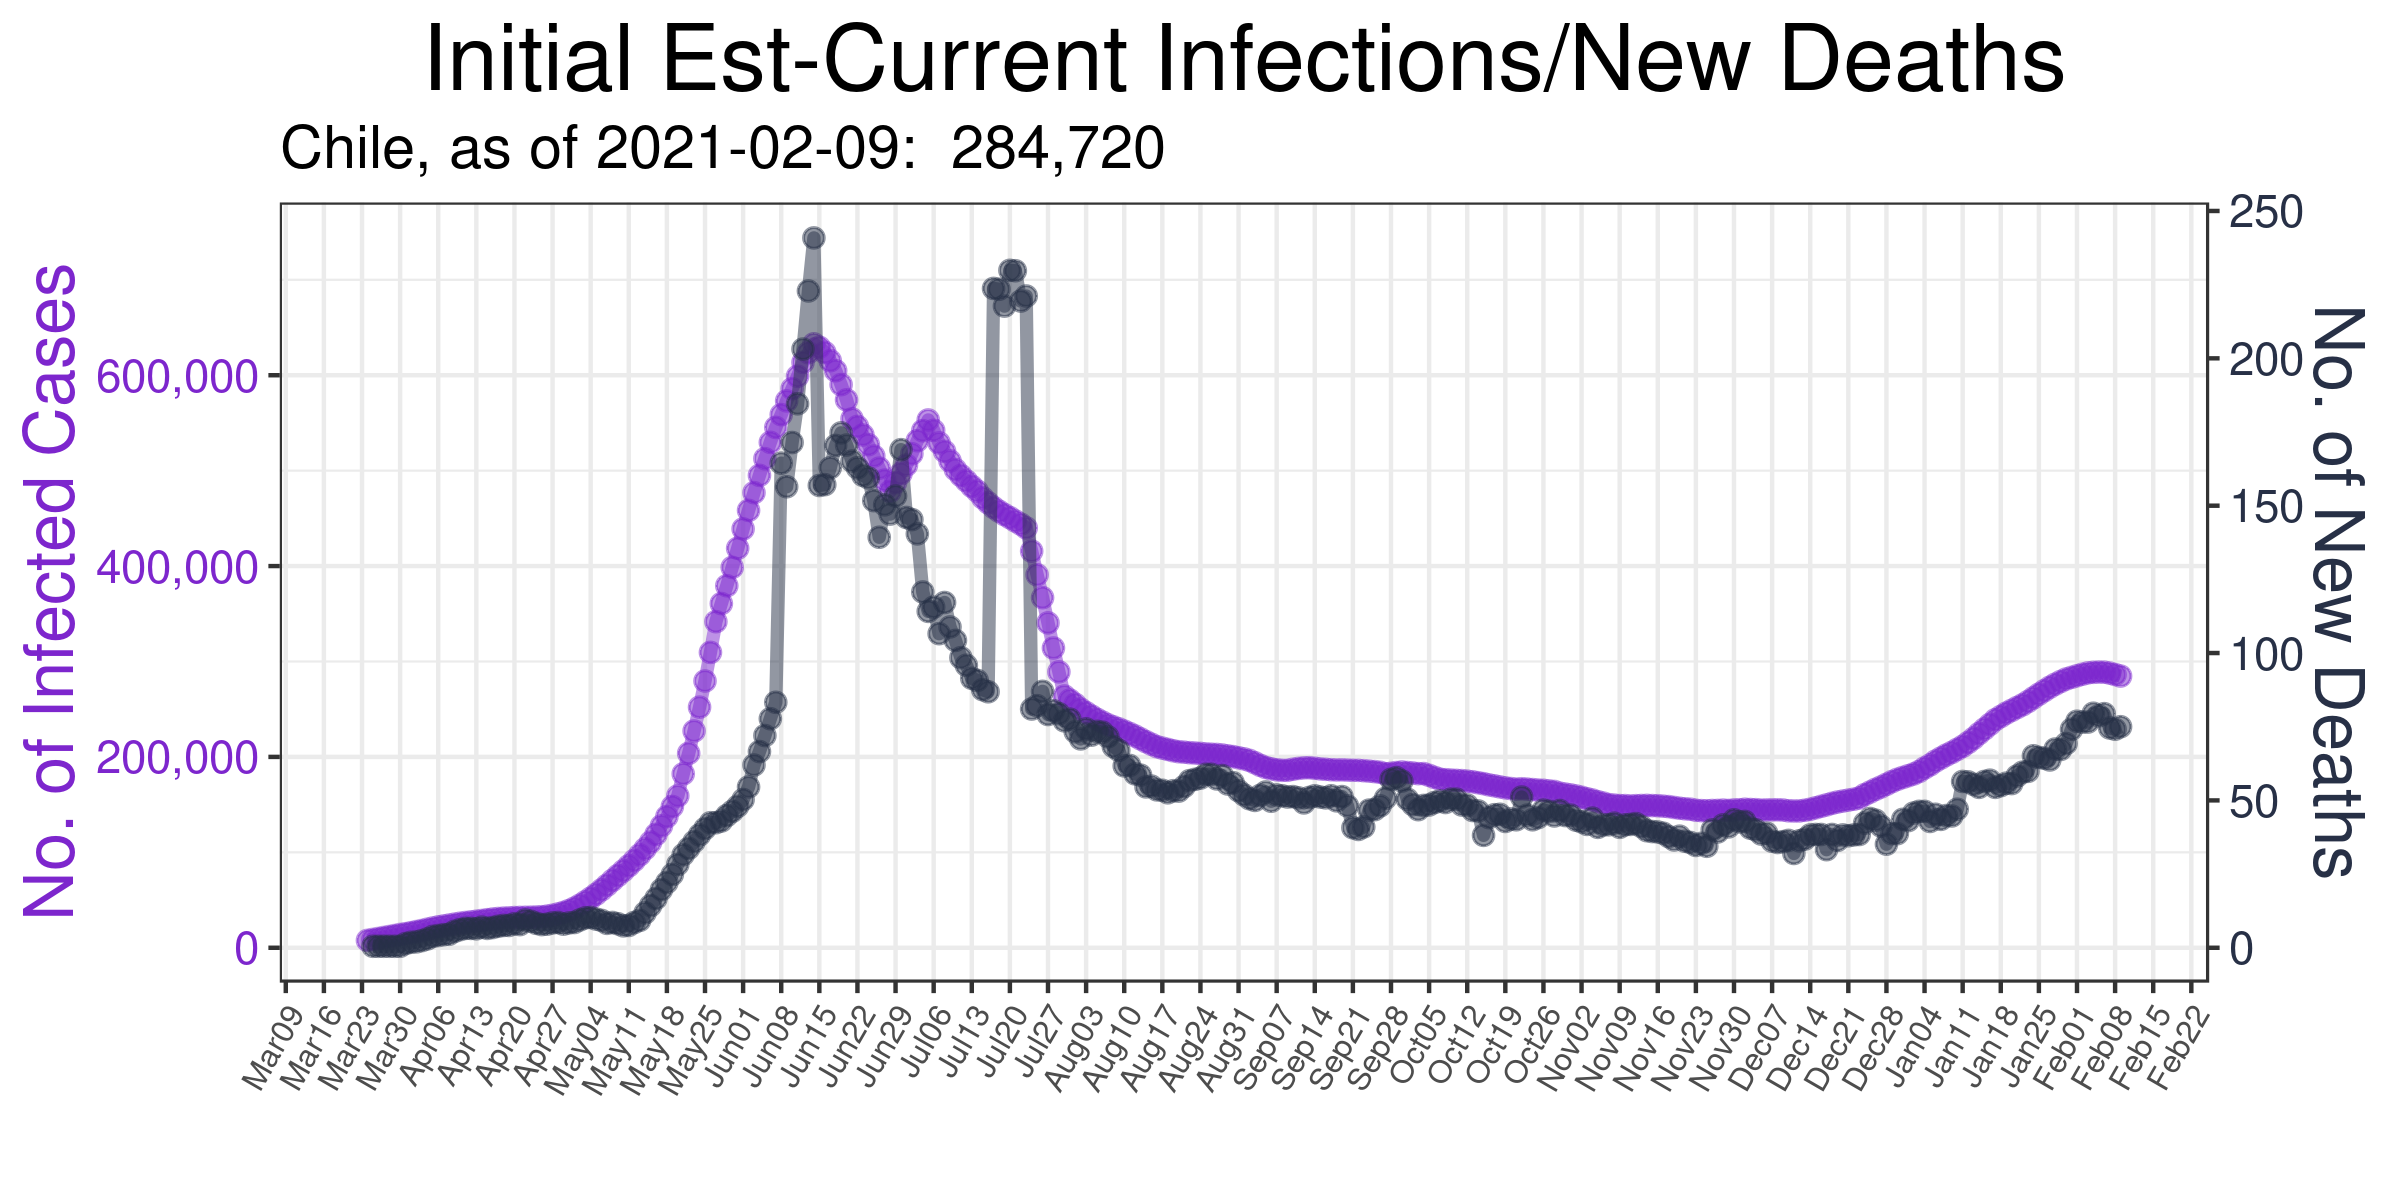 Initial Est-Current Infections/New Deaths
Chile, as of 2021-02-09:  284,720
No. of Infected Cases
600,000
400,000
200,000
0
250
200
150
100
50
0
No. of New Deaths
Mar09
Mar16
Mar23
Mar30
Apr06
Apr13
Apr20
Apr27
May04
May11
May18
May25
Jun01
Jun08
Jun15
Jun22
Jun29
Jul06
Jul13
Jul20
Jul27
Aug03
Aug10
Aug17
Aug24
Aug31
Sep07
Sep14
Sep21
Sep28
Oct05
Oct12
Oct19
Oct26
Nov02
Nov09
Nov16
Nov23
Nov30
Dec07
Dec14
Dec21
Dec28
Jan04
Jan11
Jan18
Jan25
Feb01
Feb08
Feb15
Feb22